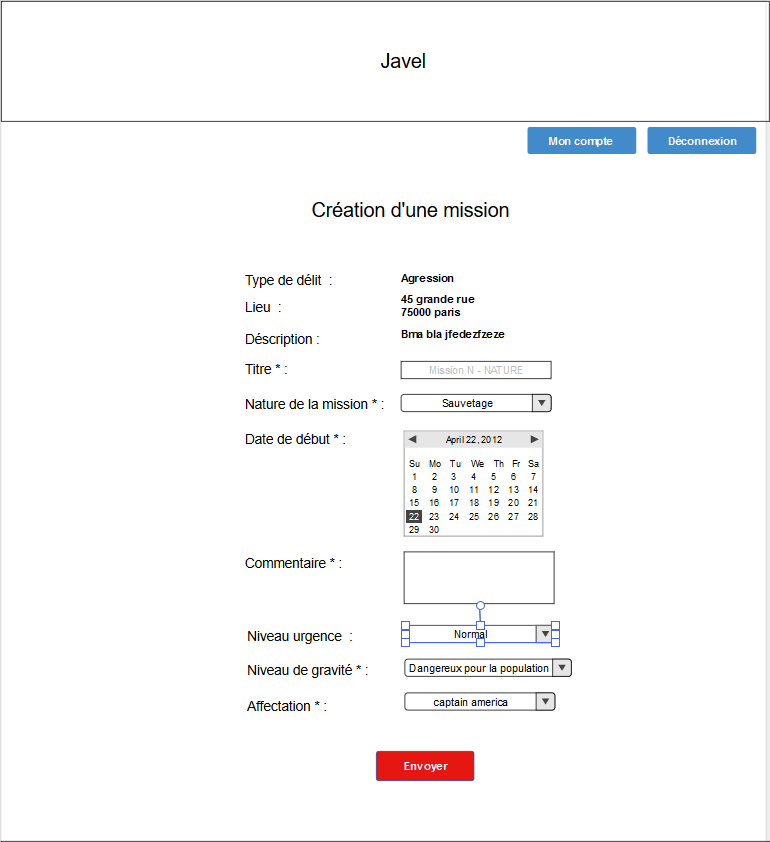 Javel
Mon compte Déconnexion
Création d'une mission
Type de délit : Agression
Lieu : 45 grande rue
75000 paris
Déscription : Bma bla jfedezfzeze
Titre * : Mission N - NATURE
Nature de la mission * : Sauvetage
Date de début * : April 22, 2012
Su Mo Tu We Th Fr Sa
1 2 3 4 5 6 7
8 9 10 11 12 13 14
15 16 17 18 19 20 21
22 23 24 25 26 27 28
29 30
Commentaire * :
Niveau urgence : Normal
Niveau de gravité * : Dangereux pour la population
Affectation * : captain america
Envoyer